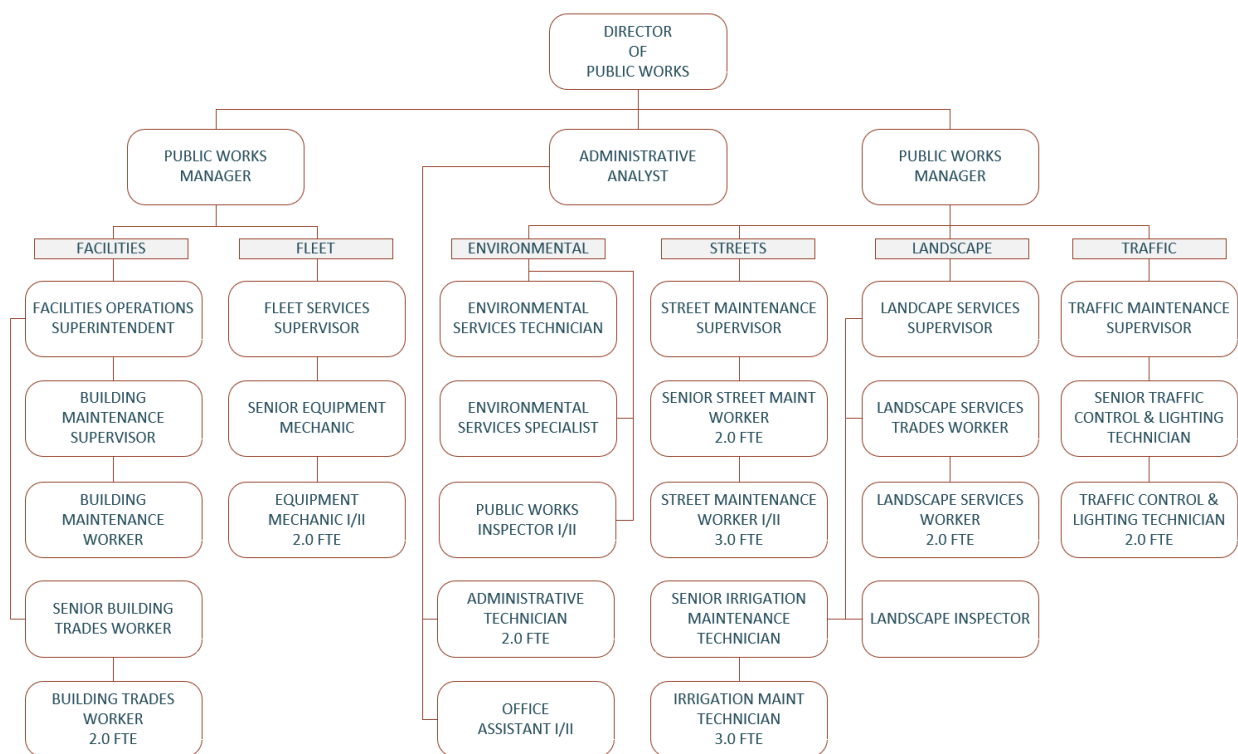 DIRECTOR
OF
PUBLIC WORKS
PUBLIC WORKS
MANAGER
ADMINISTRATIVE
ANALYST
PUBLIC WORKS
MANAGER
FACILITIES
FLEET
ENVIRONMENTAL
STREETS
LANDSCAPE
TRAFFIC
FACILITIES OPERATIONS
SUPERINTENDENT
FLEET SERVICES
SUPERVISOR
ENVIRONMENTAL
SERVICES TECHNICIAN
STREET MAINTENANCE
SUPERVISOR
LANDCAPE SERVICES
SUPERVISOR
TRAFFIC MAINTENANCE
SUPERVISOR
BUILDING
MAINTENANCE
SUPERVISOR
SENIOR EQUIPMENT
MECHANIC
ENVIRONMENTAL
SERVICES SPECIALIST
SENIOR STREET MAINT
WORKER
2.0 FTE
LANDSCAPE SERVICES
TRADES WORKER
SENIOR TRAFFIC
CONTROL & LIGHTING
TECHNICIAN
BUILDING
MAINTENANCE
WORKER
EQUIPMENT
MECHANIC I/II
2.0 FTE
PUBLIC WORKS
INSPECTOR I/II
STREET MAINTENANCE
WORKER I/II
3.0 FTE
LANDSCAPE SERVICES
WORKER
2.0 FTE
TRAFFIC CONTROL &
LIGHTING TECHNICIAN
2.0 FTE
SENIOR BUILDING
TRADES WORKER
ADMINISTRATIVE
TECHNICIAN
2.0 FTE
SENIOR IRRIGATION
MAINTENANCE
TECHNICIAN
LANDSCAPE INSPECTOR
BUILDING TRADES
WORKER
2.0 FTE
OFFICE
ASSISTANT I/II
IRRIGATION MAINT
TECHNICIAN
3.0 FTE